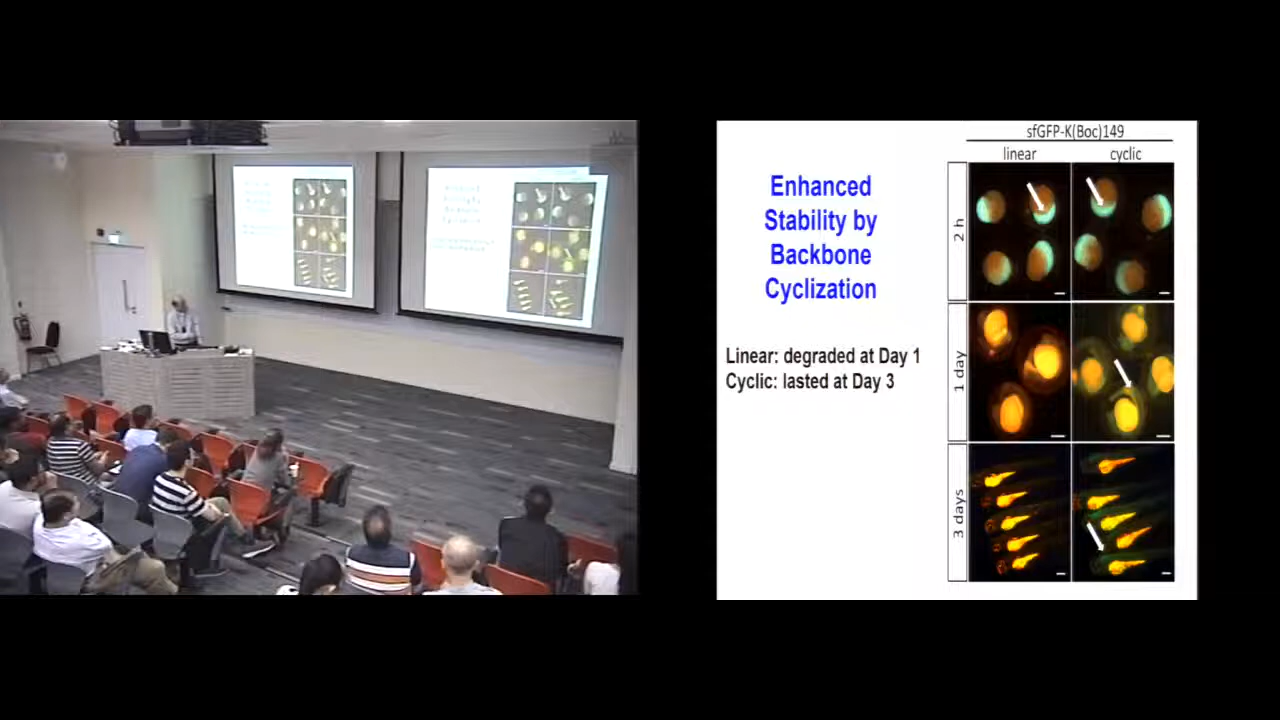 Enhanced
Stability by
Backbone
Cyclization
Linear: degraded at Day 1
Cyclic: lasted at Day 3
sfGFP-K(Boc)149
linear
cyclic
2 h
1 day
3 days